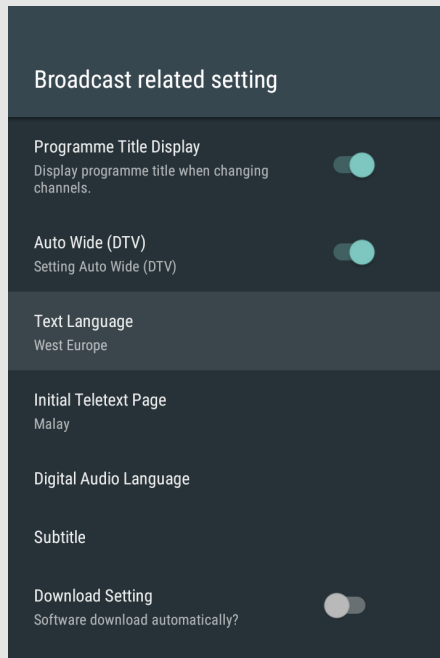 Broadcast related setting
Programme Title Display
Display programme title when changing
channels.
Auto Wide (DTV)
Setting Auto Wide (DTV)
Text Language
West Europe
Initial Teletext Page
Malay
Digital Audio Language
Subtitle
Download Setting
Software download automatically?